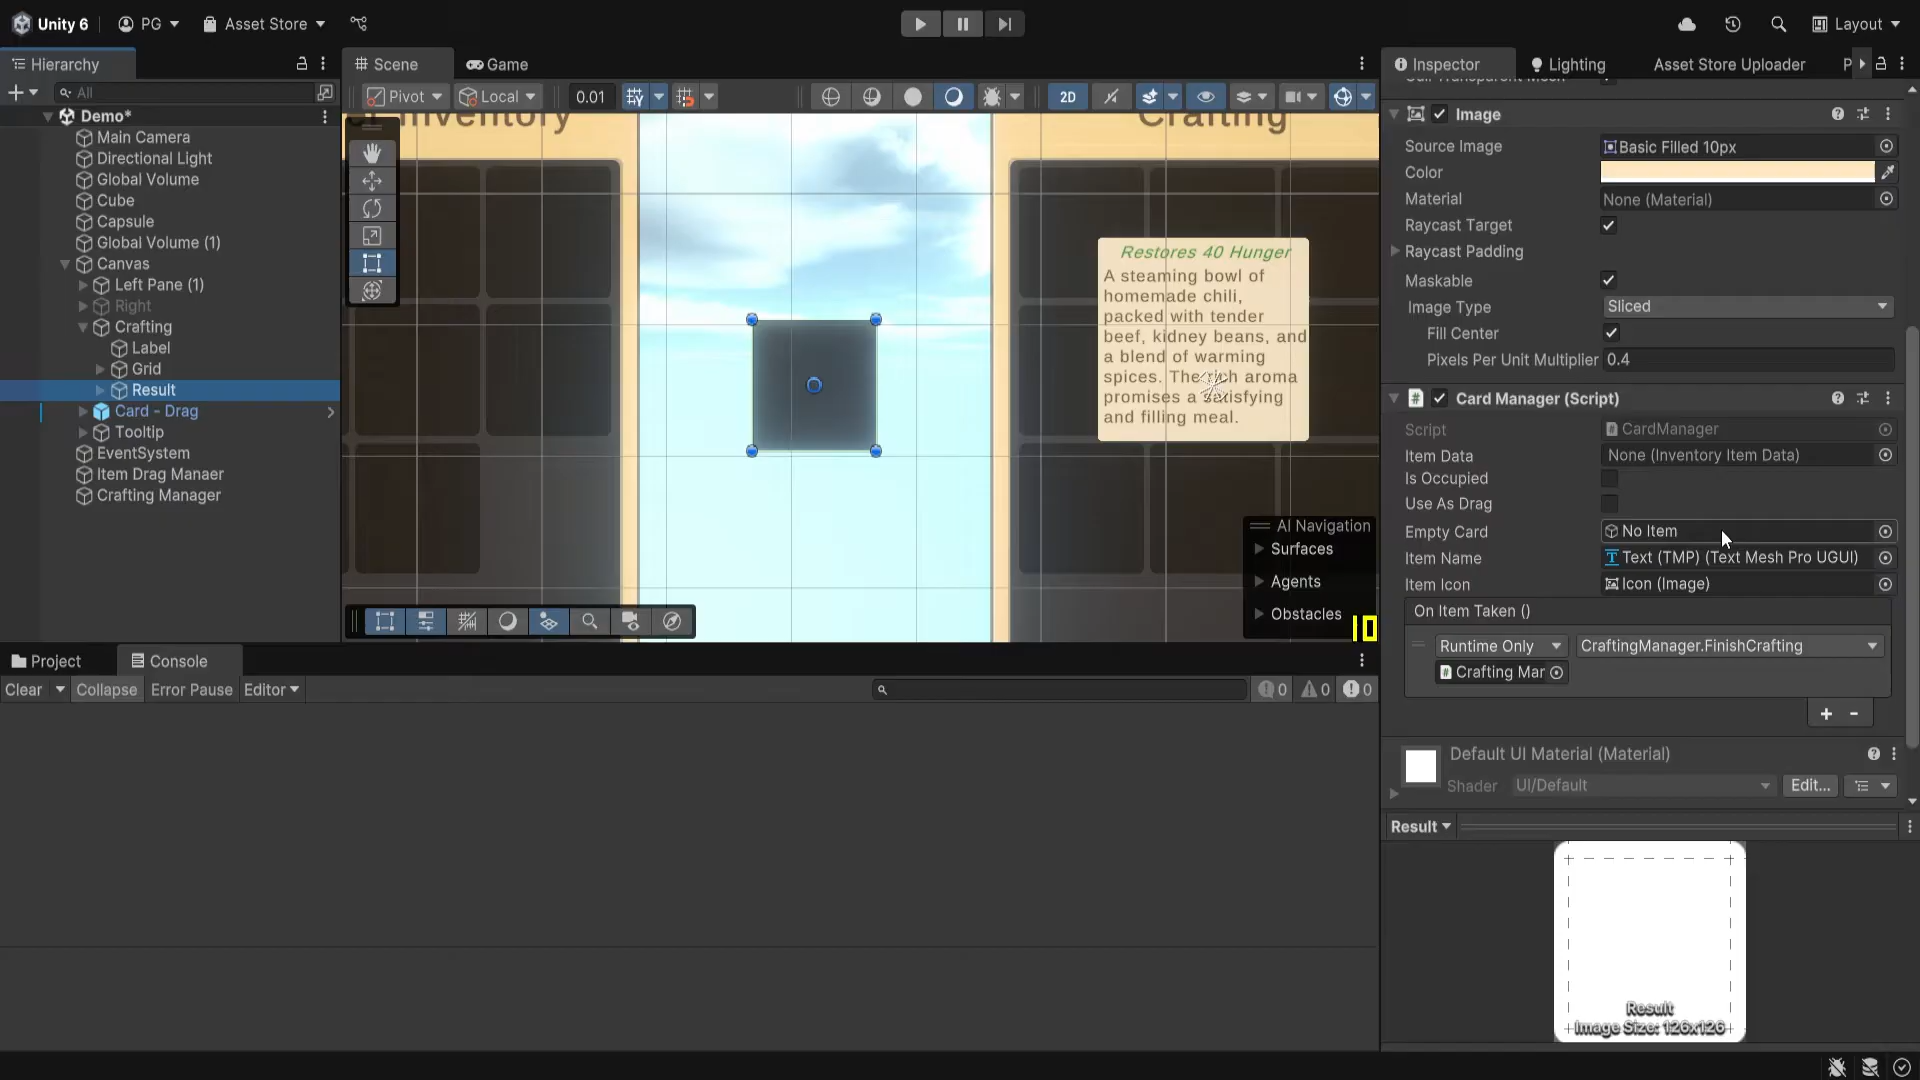 Unity 6
PG
Asset Store
Layout
Hierarchy
All
Demo*
Main Camera
Directional Light
Global Volume
Cube
Capsule
Global Volume (1)
Canvas
Left Pane (1)
Right
Crafting
Label
Grid
Result
Card - Drag
Tooltip
EventSystem
Item Drag Manaer
Crafting Manager
Scene
Game
Pivot
Local
0.01
2D
Inventory
Crafting
Restores 40 Hunger
A steaming bowl of
homemade chili,
packed with tender
beef, kidney beans, and
a blend of warming
spices. The rich aroma
promises a satisfying
and filling meal.
AI Navigation
Surfaces
Agents
Obstacles
10
Project
Console
Clear
Collapse
Error Pause
Editor
0
0
0
Inspector
Lighting
Asset Store Uploader
P
Image
Source Image
Basic Filled 10px
Color
Material
None (Material)
Raycast Target
Raycast Padding
Maskable
Image Type
Sliced
Fill Center
Pixels Per Unit Multiplier
0.4
Card Manager (Script)
Script
CardManager
Item Data
None (Inventory Item Data)
Is Occupied
Use As Drag
Empty Card
No Item
Item Name
Text (TMP) (Text Mesh Pro UGUI)
Item Icon
Icon (Image)
On Item Taken ()
Runtime Only
CraftingManager.FinishCrafting
Crafting Mar
Default UI Material (Material)
Shader
UI/Default
Edit...
Result
Result
Image Size: 126x126